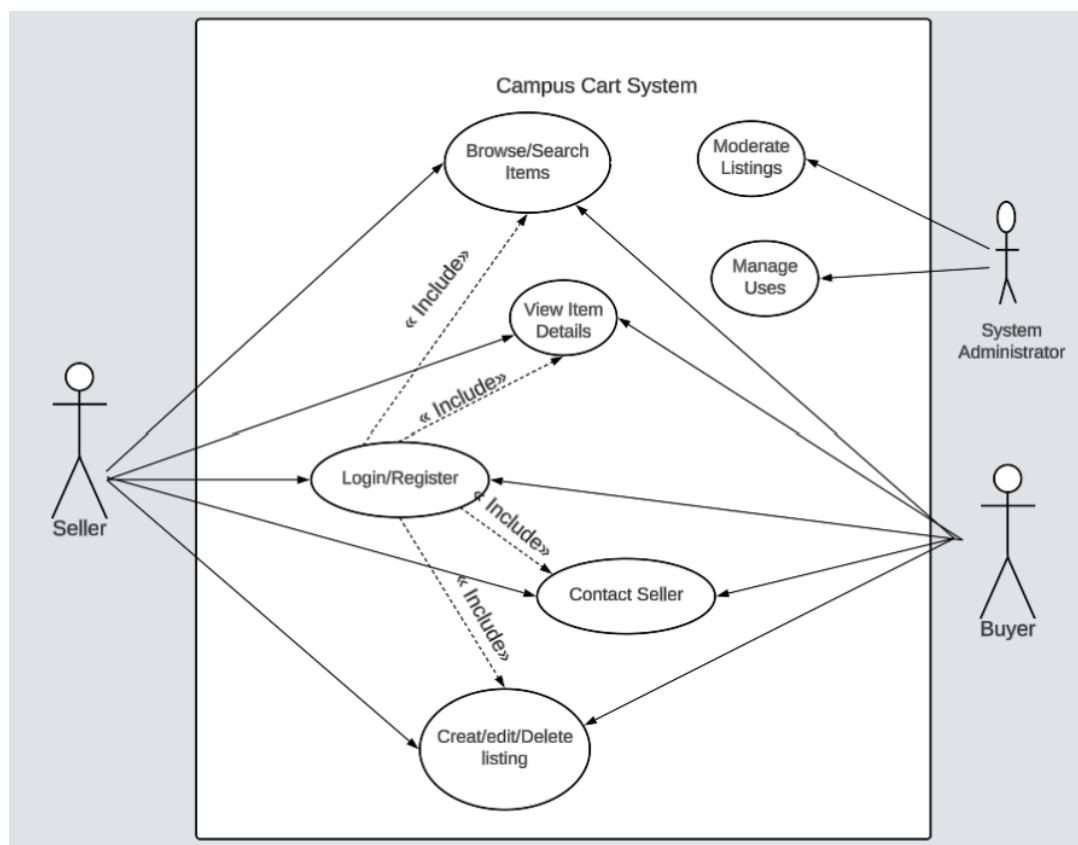 Campus Cart System
Browse/Search
Items
Moderate
Listings
« Include»
Manage
Uses
View Item
Details
System
Administrator
« Include»
Login/Register
« Include»
Seller
Contact Seller
« Include»
Buyer
Creat/edit/Delete
listing